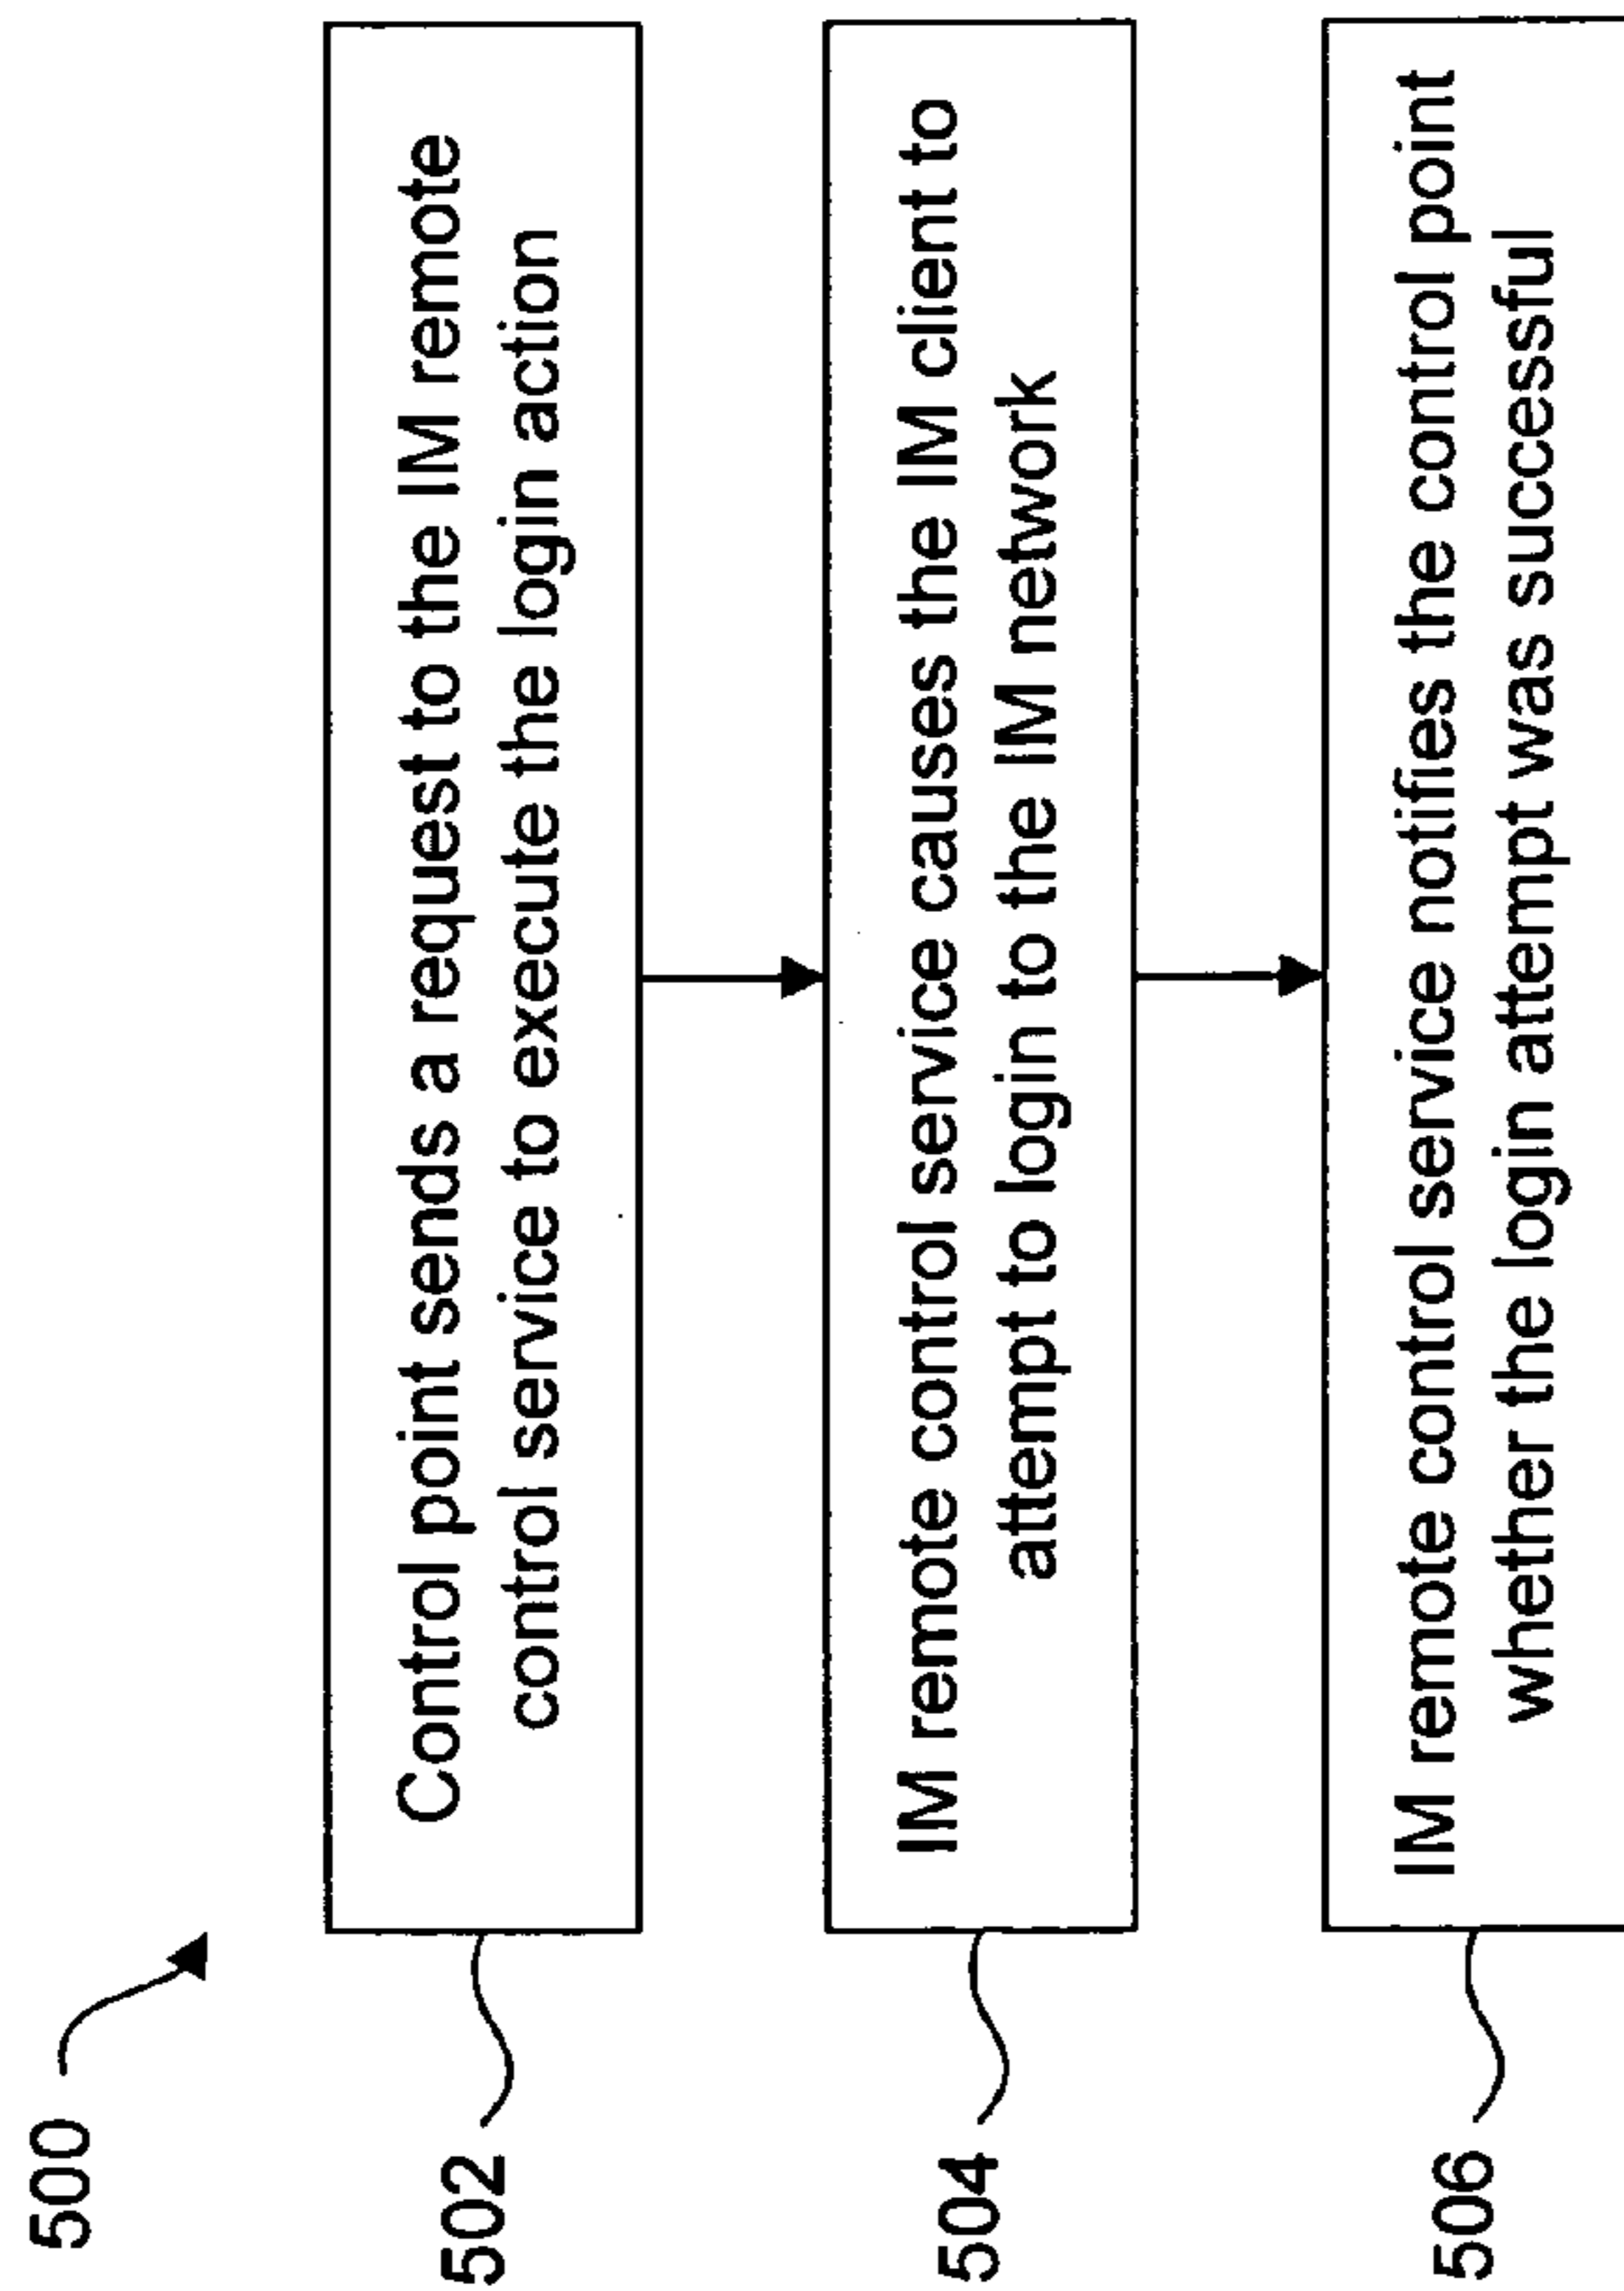 500
502
Control point sends a request to the IM remote
control service to execute the login action
504
IM remote control service causes the IM client to
attempt to login to the IM network
506
IM remote control service notifies the control point
whether the login attempt was successful